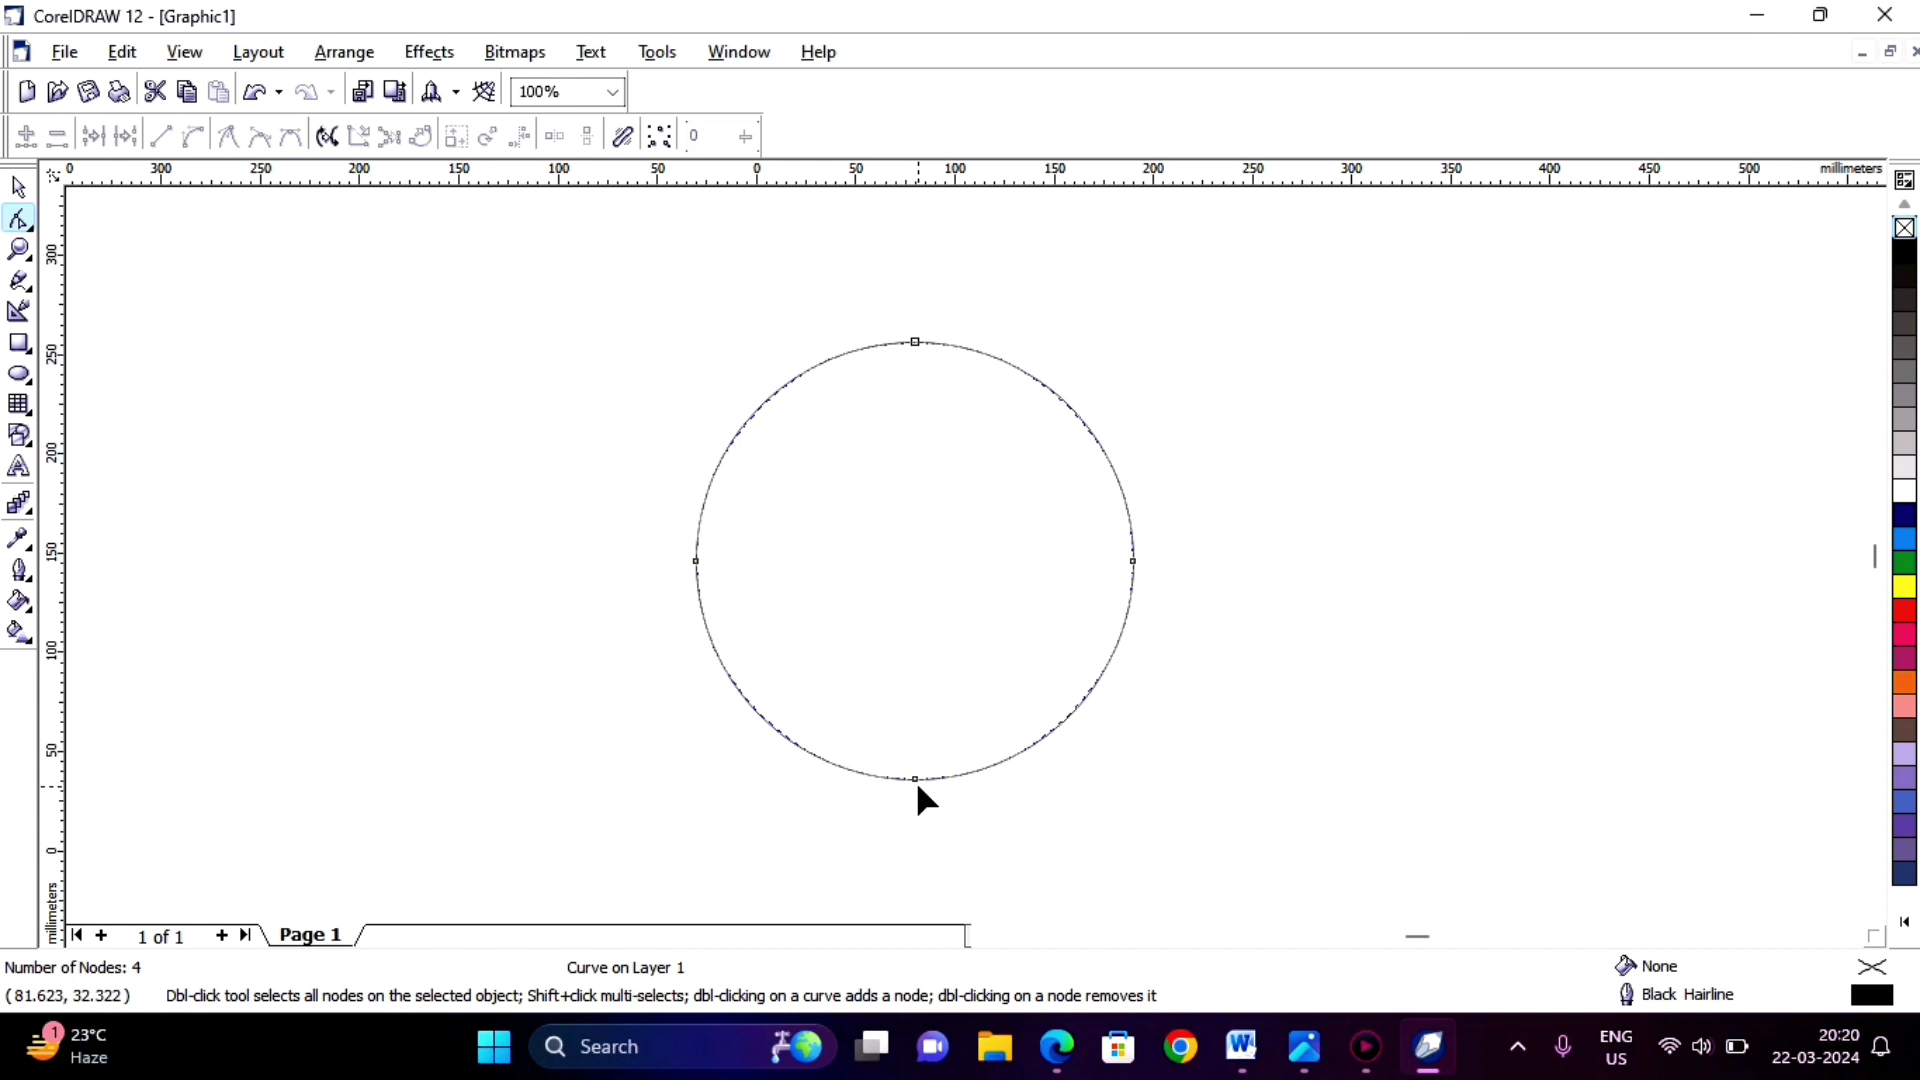 CorelDRAW 12 - [Graphic1]
File Edit View Layout Arrange Effects Bitmaps Text Tools Window Help
100%
0
0 300 250 200 150 100 50 0 50 100 150 200 250 300 350 400 450 500 millimeters
300
250
200
150
100
50
0
millimeters
1 of 1 Page 1
Number of Nodes: 4 Curve on Layer 1 None
(81.623, 32.322) Dbl-click tool selects all nodes on the selected object; Shift+click multi-selects; dbl-clicking on a curve adds a node; dbl-clicking on a node removes it Black Hairline
1 23°C
Haze
Search
ENG
US
20:20
22-03-2024